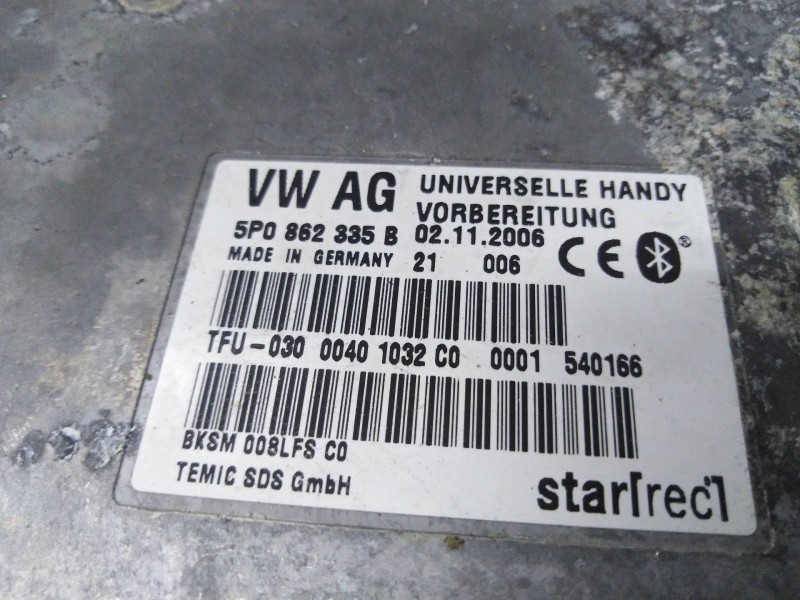 VW AG UNIVERSELLE HANDY
VORBEREITUNG
5P0 862 335 B 02.11.2006
MADE IN GERMANY 21 006 CE ®
TFU-030 0040 1032 C0 0001 540166
BKSM 008LFS C0
TEMIC SDS GmbH
star[rec]